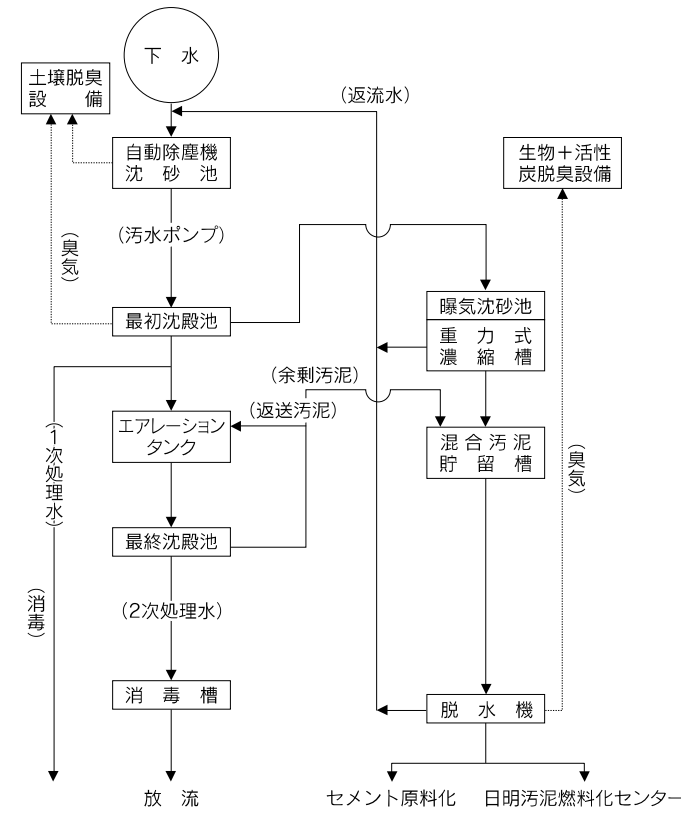 下 水
土壌脱臭
設 備
(返流水)
自動除塵機
沈 砂 池
生物＋活性
炭脱臭設備
(汚水ポンプ)
(臭気)
曝気沈砂池
最初沈殿池
重 力 式
濃 縮 槽
(余剰汚泥)
(返送汚泥)
エアレーション
タンク
混合汚泥
貯 留 槽
(臭気)
(1次処理水)
最終沈殿池
(消毒)
(2次処理水)
消 毒 槽
脱 水 機
放 流
セメント原料化
日明汚泥燃料化センター